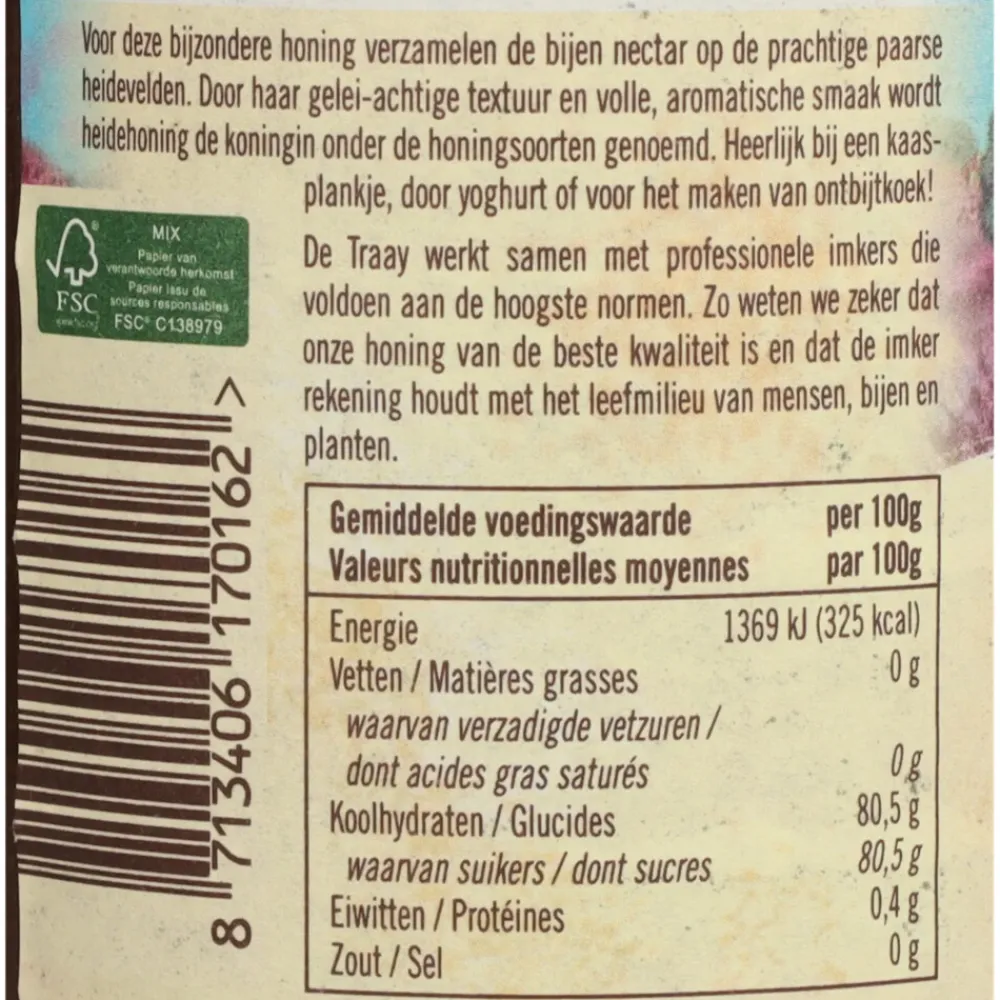 Voor deze bijzondere honing verzamelen de bijen nectar op de prachtige paarse
heidevelden. Door haar gelei-achtige textuur en volle, aromatische smaak wordt
heidehoning de koningin onder de honingsoorten genoemd. Heerlijk bij een kaas-
plankje, door yoghurt of voor het maken van ontbijtkoek!
De Traay werkt samen met professionele imkers die
voldoen aan de hoogste normen. Zo weten we zeker dat
onze honing van de beste kwaliteit is en dat de imker
rekening houdt met het leefmilieu van mensen, bijen en
planten.
MIX
Papier van
verantwoorde herkomst
Papier issu de
sources responsables
FSC® C138979
FSC
8 713406 170162 >
Gemiddelde voedingswaarde per 100g
Valeurs nutritionnelles moyennes par 100g
Energie 1369 kJ (325 kcal)
Vetten / Matières grasses 0 g
waarvan verzadigde vetzuren /
dont acides gras saturés 0 g
Koolhydraten / Glucides 80,5 g
waarvan suikers / dont sucres 80,5 g
Eiwitten / Protéines 0,4 g
Zout / Sel 0 g